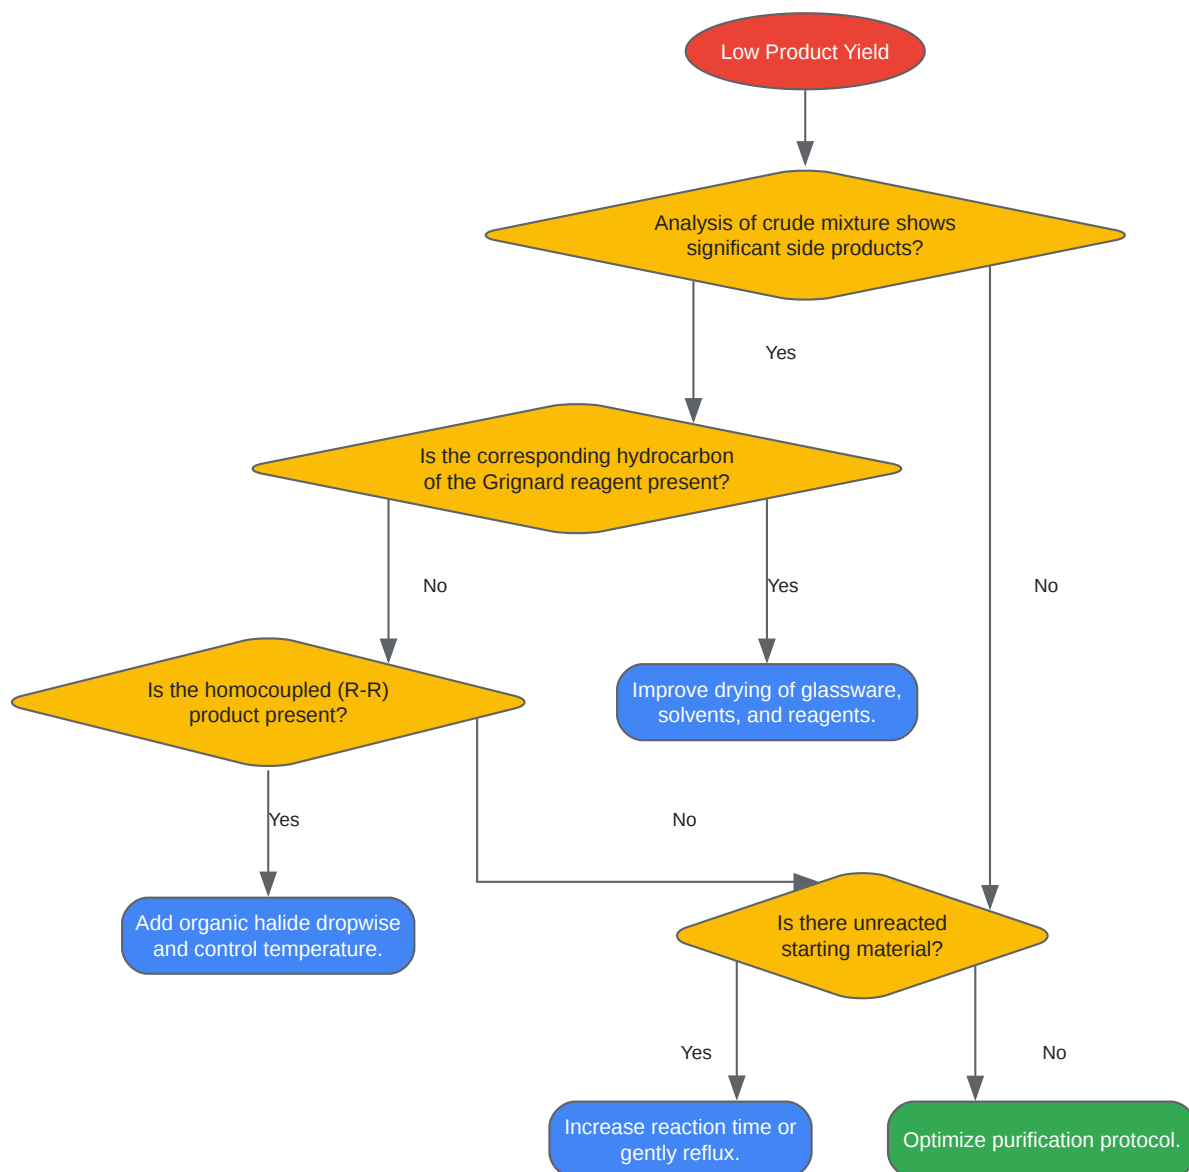 Low Product Yield
Analysis of crude mixture shows
significant side products?
Yes
Is the corresponding hydrocarbon
of the Grignard reagent present?
No
Yes
No
Is the homocoupled (R-R)
product present?
Improve drying of glassware,
solvents, and reagents.
Yes
No
Add organic halide dropwise
and control temperature.
Is there unreacted
starting material?
Yes
No
Increase reaction time or
gently reflux.
Optimize purification protocol.